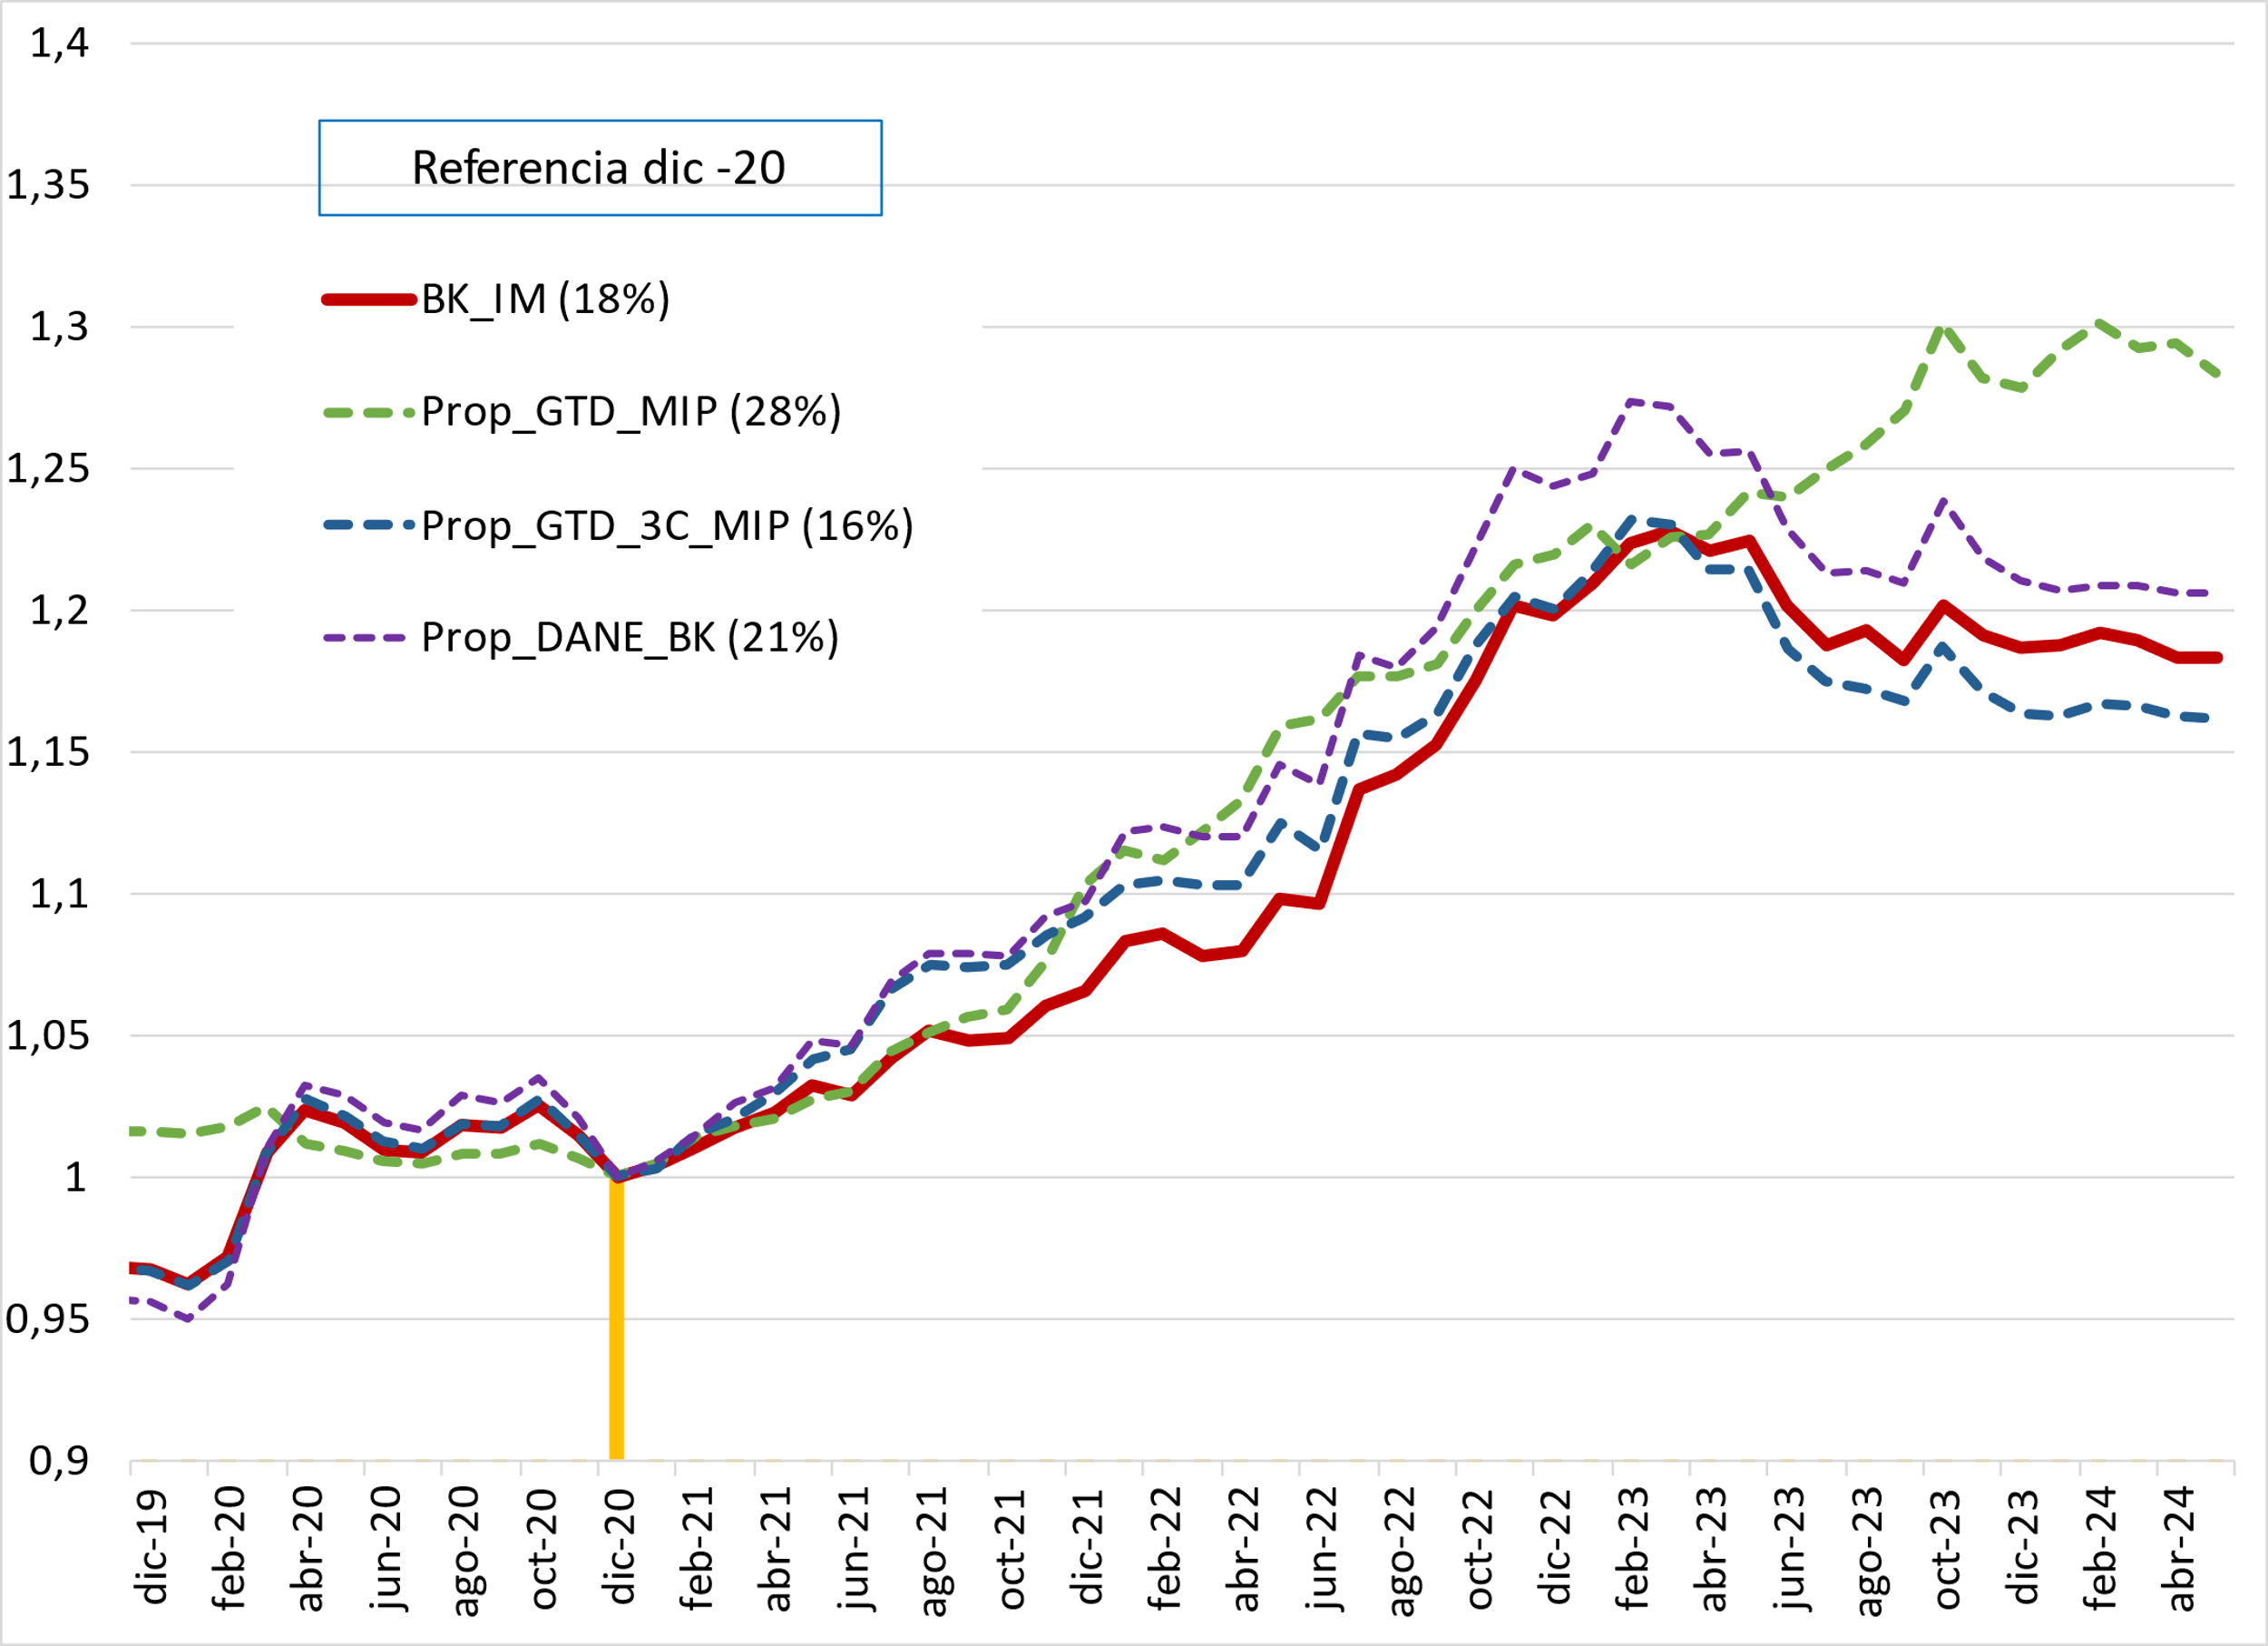 1,4
1,35
1,3
1,25
1,2
1,15
1,1
1,05
1
0,95
0,9
Referencia dic -20
BK_IM (18%)
Prop_GTD_MIP (28%)
Prop_GTD_3C_MIP (16%)
Prop_DANE_BK (21%)
dic-19
feb-20
abr-20
jun-20
ago-20
oct-20
dic-20
feb-21
abr-21
jun-21
ago-21
oct-21
dic-21
feb-22
abr-22
jun-22
ago-22
oct-22
dic-22
feb-23
abr-23
jun-23
ago-23
oct-23
dic-23
feb-24
abr-24